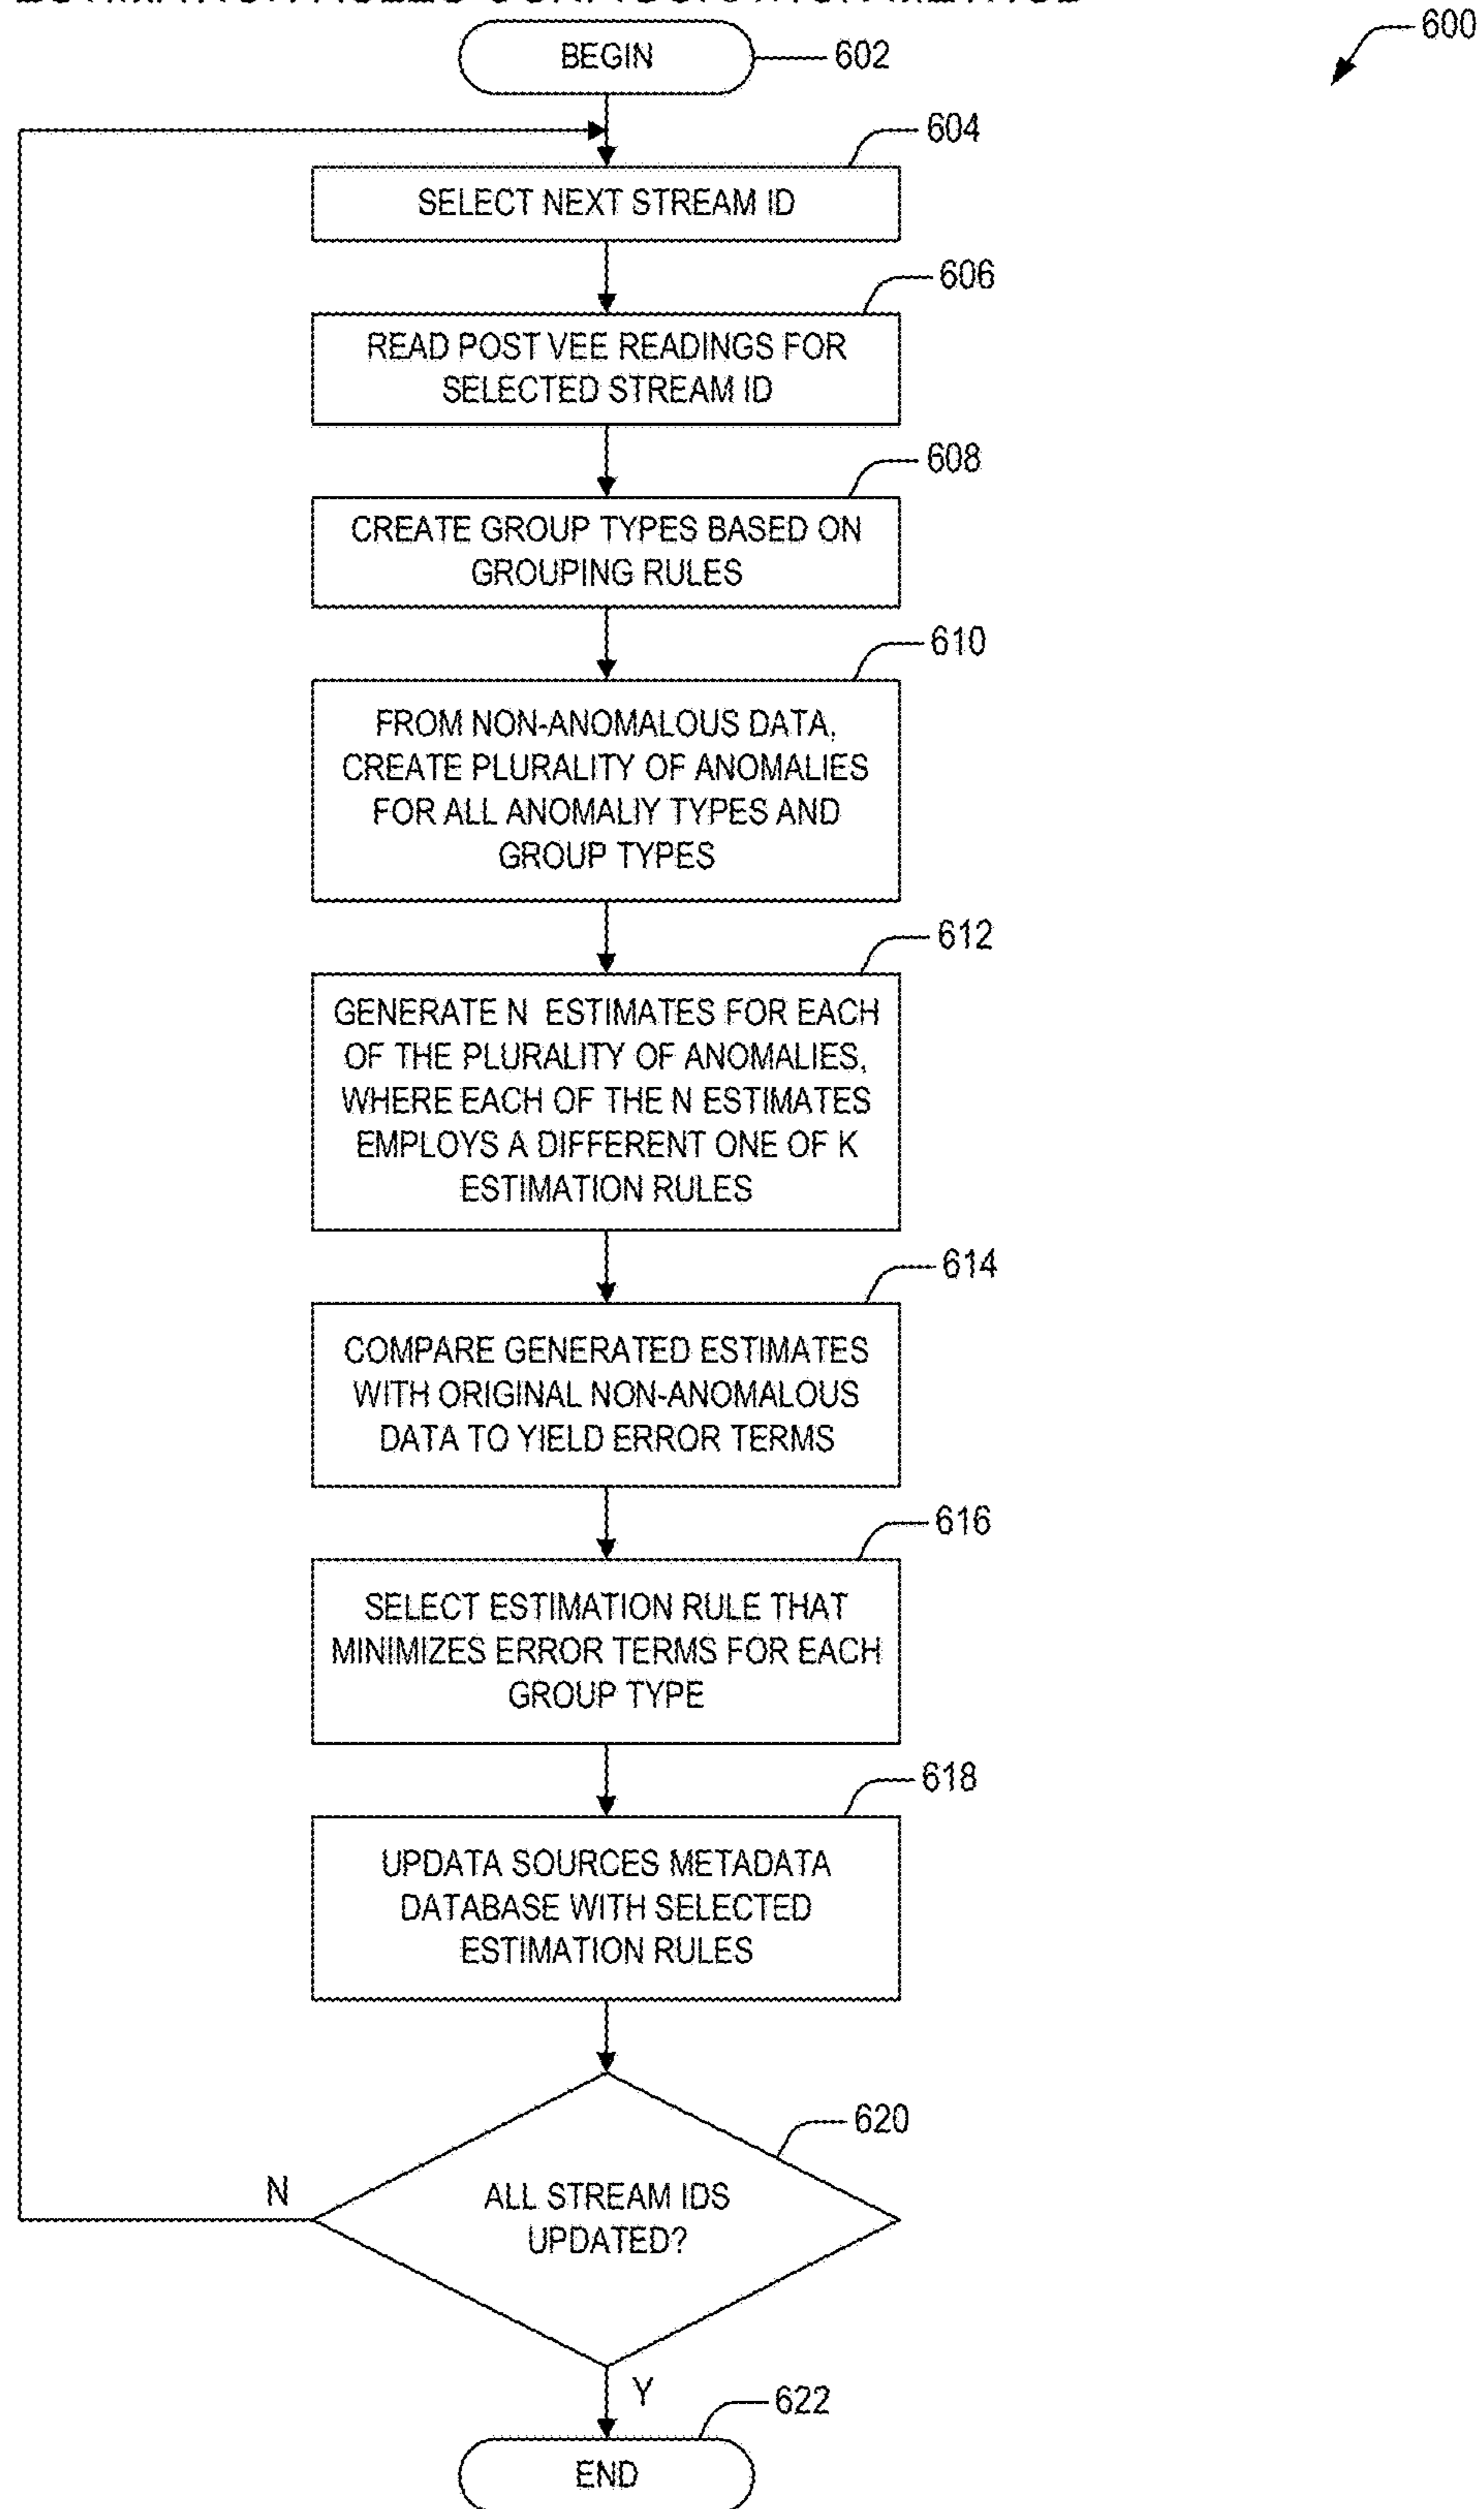 600
BEGIN
602
604
SELECT NEXT STREAM ID
606
READ POST VEE READINGS FOR
SELECTED STREAM ID
608
CREATE GROUP TYPES BASED ON
GROUPING RULES
610
FROM NON-ANOMALOUS DATA,
CREATE PLURALITY OF ANOMALIES
FOR ALL ANOMALIY TYPES AND
GROUP TYPES
612
GENERATE N ESTIMATES FOR EACH
OF THE PLURALITY OF ANOMALIES,
WHERE EACH OF THE N ESTIMATES
EMPLOYS A DIFFERENT ONE OF K
ESTIMATION RULES
614
COMPARE GENERATED ESTIMATES
WITH ORIGINAL NON-ANOMALOUS
DATA TO YIELD ERROR TERMS
616
SELECT ESTIMATION RULE THAT
MINIMIZES ERROR TERMS FOR EACH
GROUP TYPE
618
UPDATA SOURCES METADATA
DATABASE WITH SELECTED
ESTIMATION RULES
620
N
ALL STREAM IDS
UPDATED?
Y
622
END